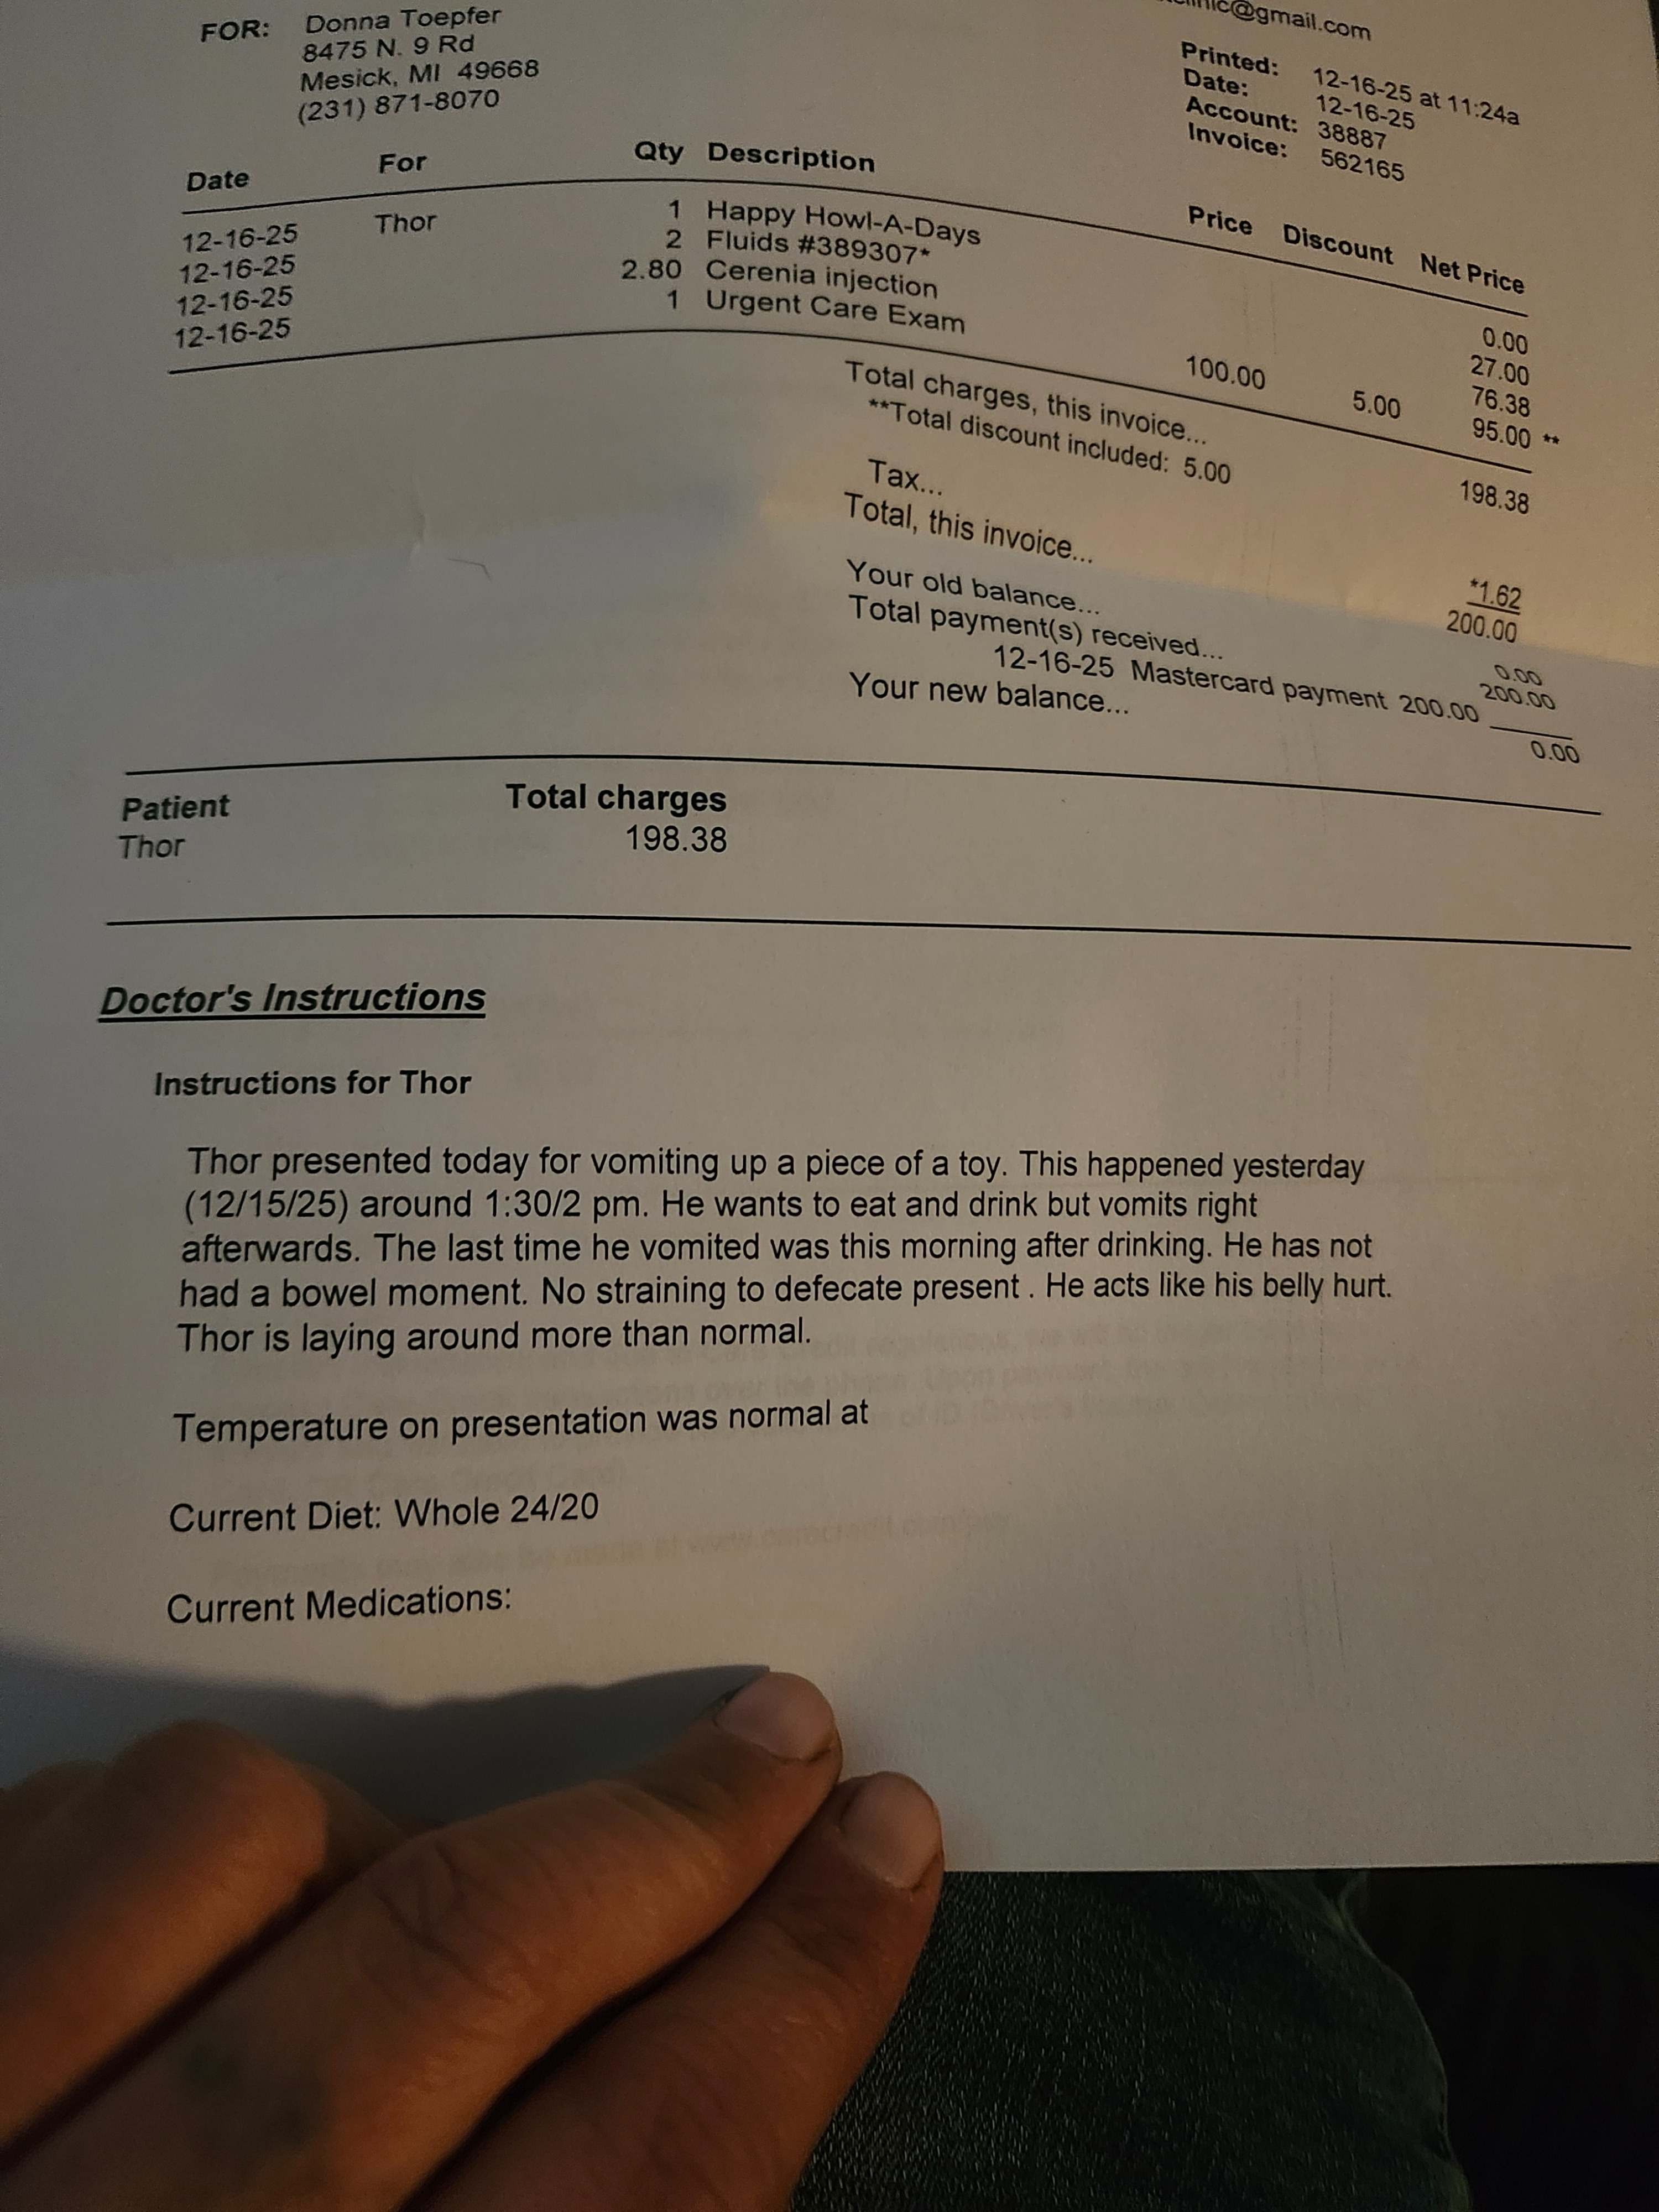 clinic@gmail.com
FOR: Donna Toepfer
8475 N. 9 Rd
Mesick, MI 49668
(231) 871-8070
Printed: 12-16-25 at 11:24a
Date: 12-16-25
Account: 38887
Invoice: 562165
Date For Qty Description Price Discount Net Price
12-16-25 Thor 1 Happy Howl-A-Days 0.00
12-16-25 2 Fluids #389307* 27.00
12-16-25 2.80 Cerenia injection 76.38
12-16-25 1 Urgent Care Exam 100.00 5.00 95.00 **
Total charges, this invoice... 198.38
**Total discount included: 5.00
Tax... *1.62
Total, this invoice... 200.00
Your old balance... 0.00
Total payment(s) received... 200.00
12-16-25 Mastercard payment 200.00
Your new balance... 0.00
Patient Total charges
Thor 198.38
Doctor's Instructions
Instructions for Thor
Thor presented today for vomiting up a piece of a toy. This happened yesterday
(12/15/25) around 1:30/2 pm. He wants to eat and drink but vomits right
afterwards. The last time he vomited was this morning after drinking. He has not
had a bowel moment. No straining to defecate present . He acts like his belly hurt.
Thor is laying around more than normal.
Temperature on presentation was normal at
Current Diet: Whole 24/20
Current Medications: